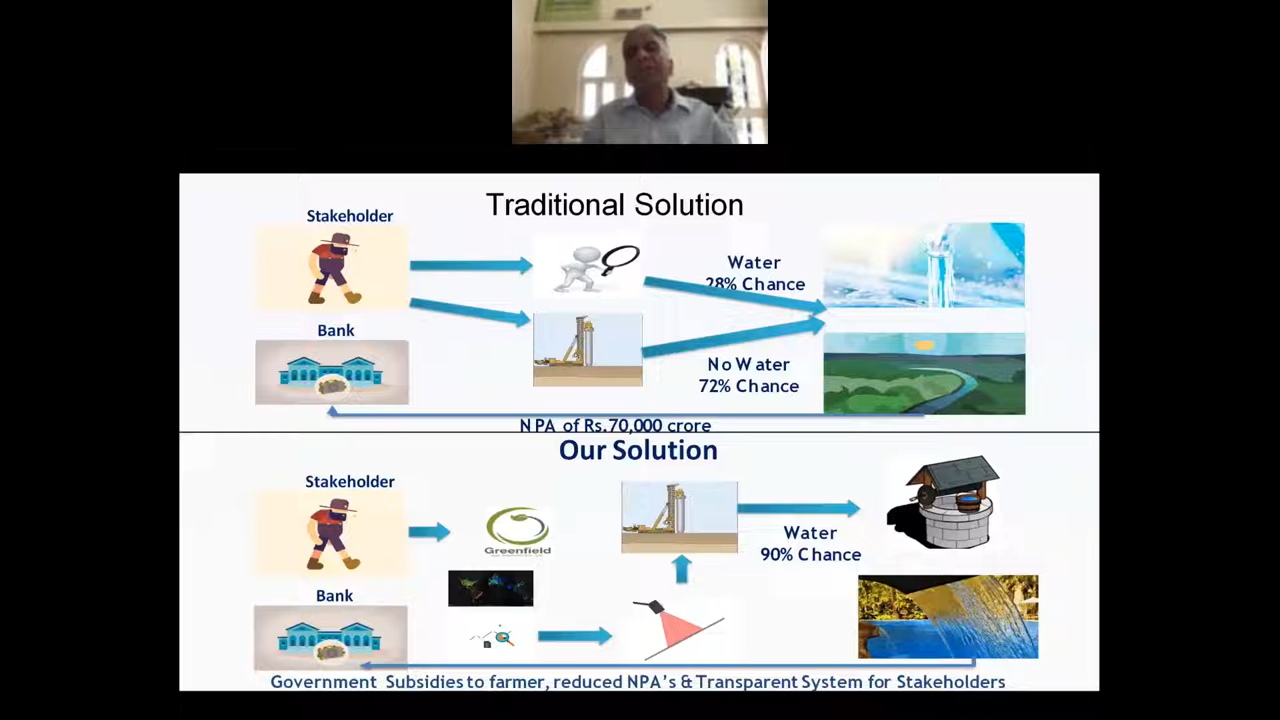 Traditional Solution
Stakeholder
Water
28% Chance
Bank
No Water
72% Chance
NPA of Rs.70,000 crore
Our Solution
Stakeholder
Greenfield
Water
90% Chance
Bank
Government Subsidies to farmer, reduced NPA's & Transparent System for Stakeholders